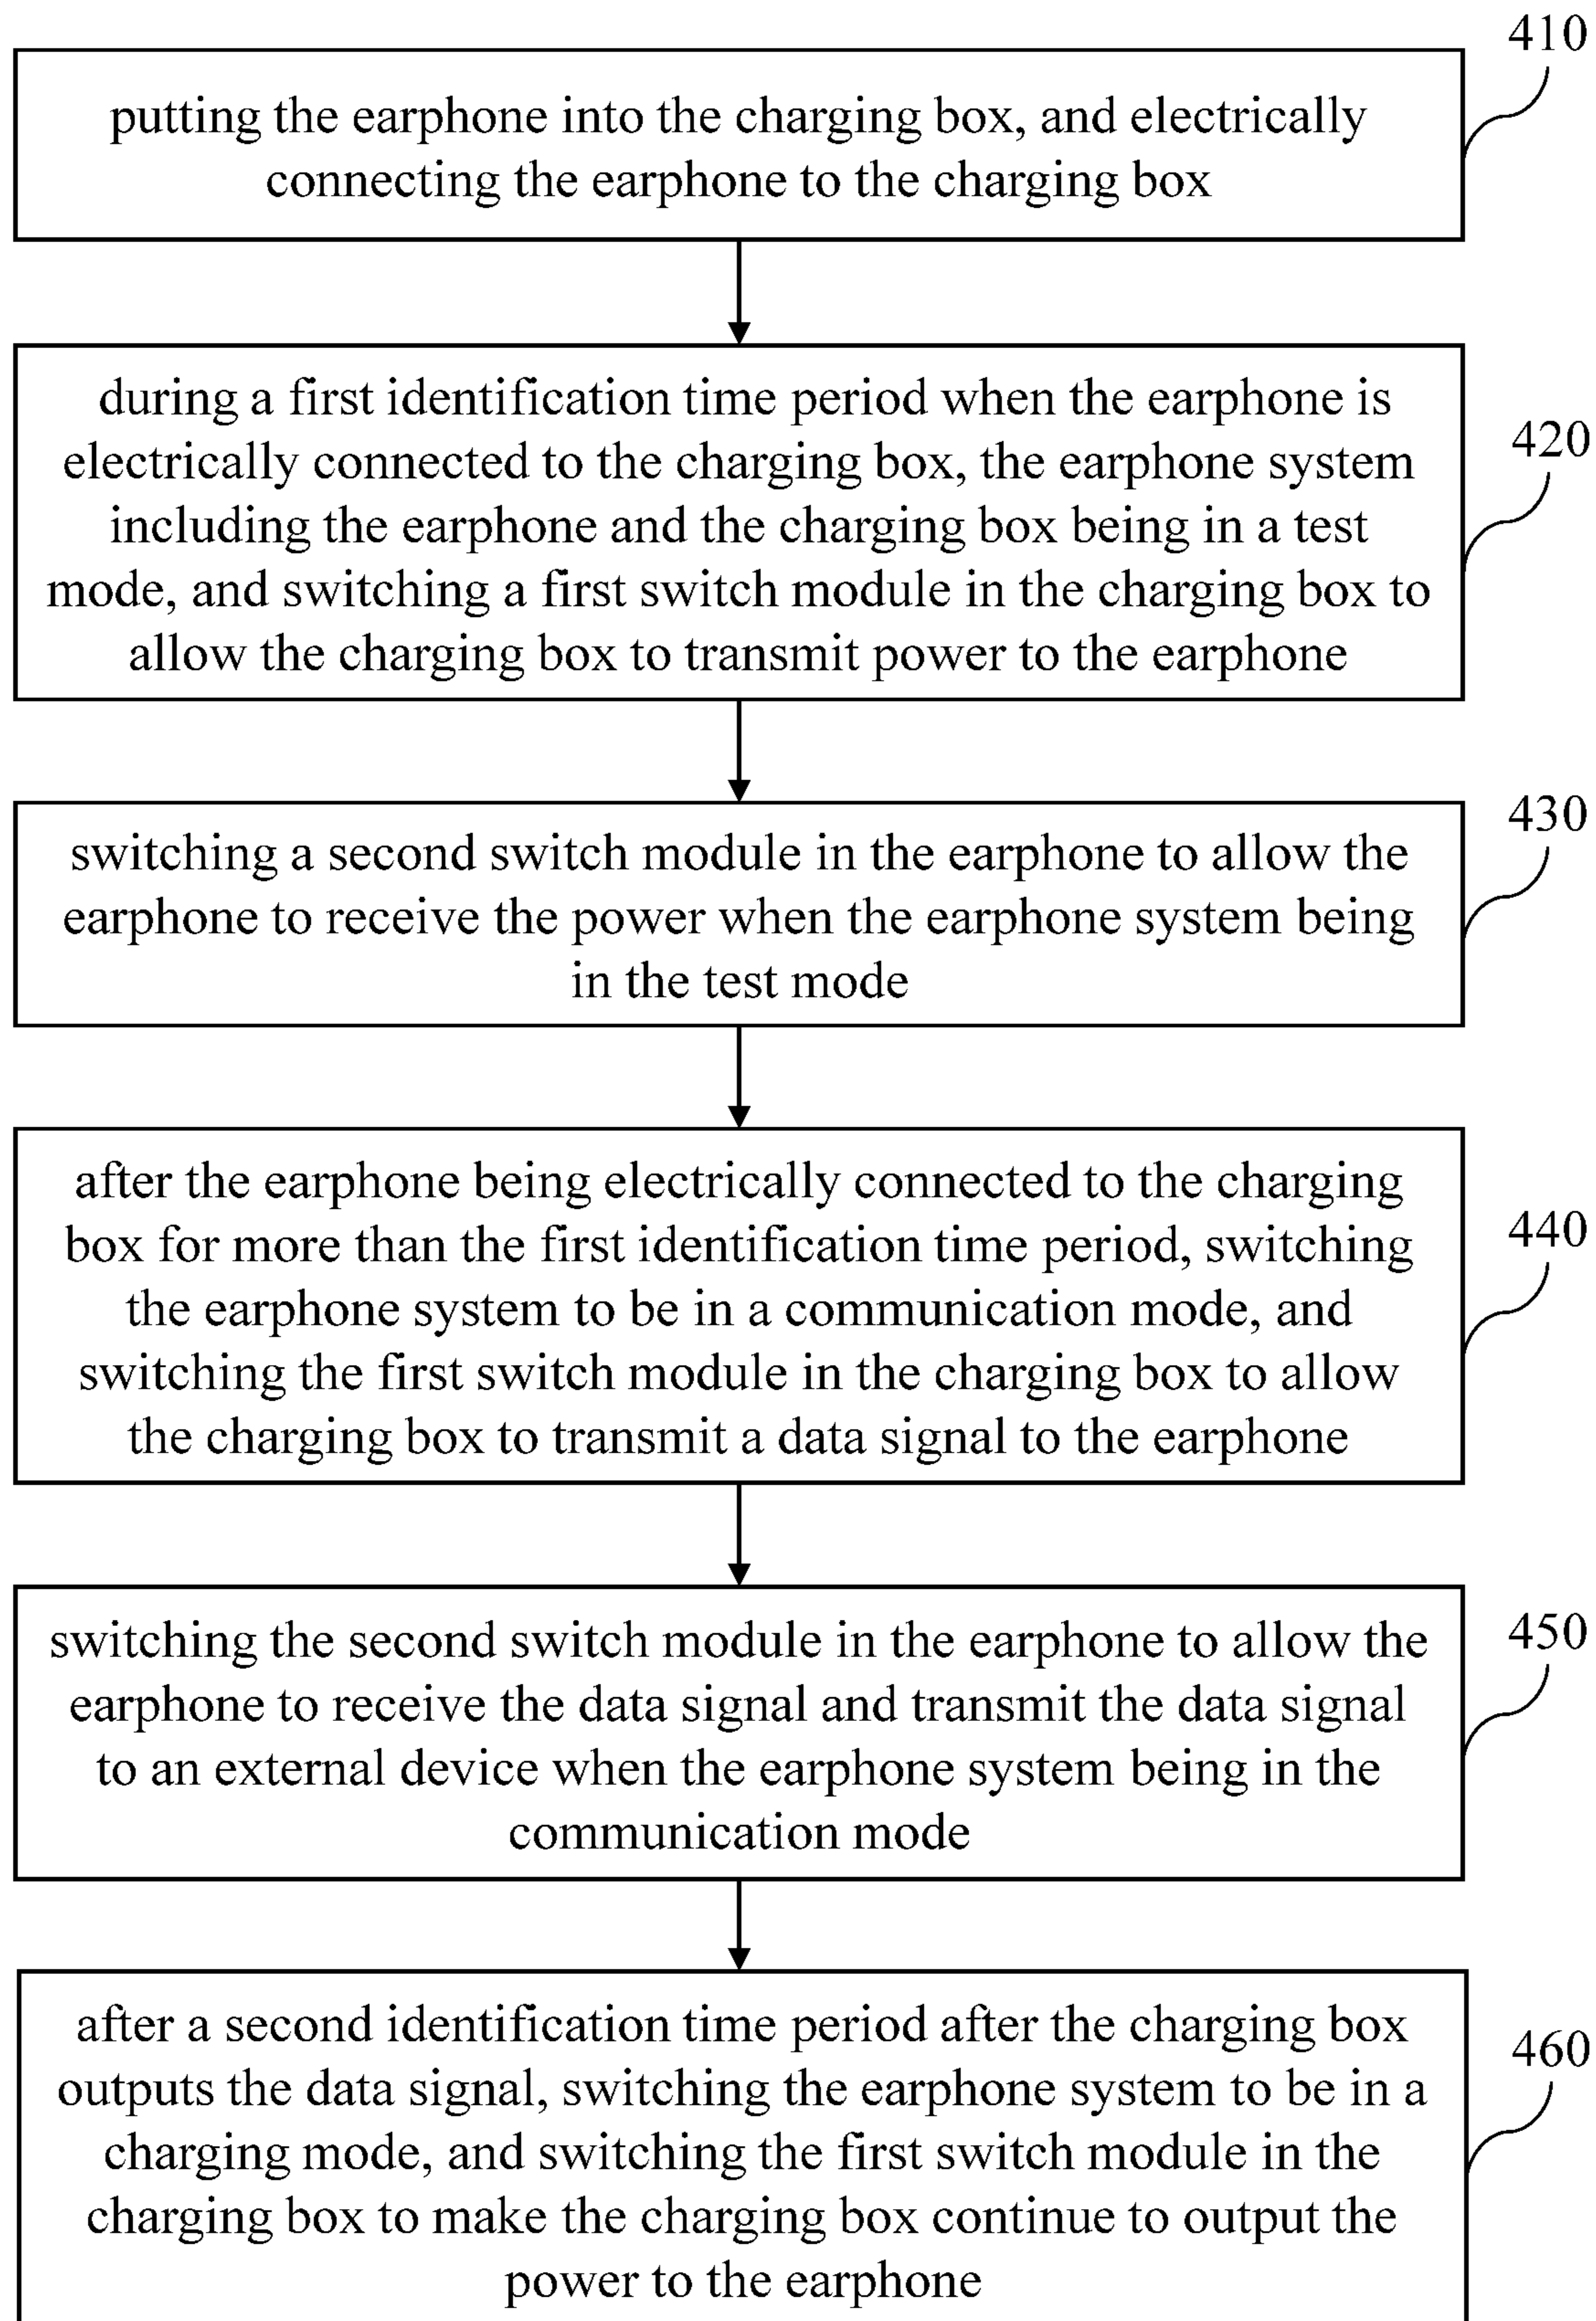 410
putting the earphone into the charging box, and electrically
connecting the earphone to the charging box
during a first identification time period when the earphone is
electrically connected to the charging box, the earphone system
including the earphone and the charging box being in a test
mode, and switching a first switch module in the charging box to
allow the charging box to transmit power to the earphone
420
switching a second switch module in the earphone to allow the
earphone to receive the power when the earphone system being
in the test mode
430
after the earphone being electrically connected to the charging
box for more than the first identification time period, switching
the earphone system to be in a communication mode, and
switching the first switch module in the charging box to allow
the charging box to transmit a data signal to the earphone
440
switching the second switch module in the earphone to allow the
earphone to receive the data signal and transmit the data signal
to an external device when the earphone system being in the
communication mode
450
after a second identification time period after the charging box
outputs the data signal, switching the earphone system to be in a
charging mode, and switching the first switch module in the
charging box to make the charging box continue to output the
power to the earphone
460